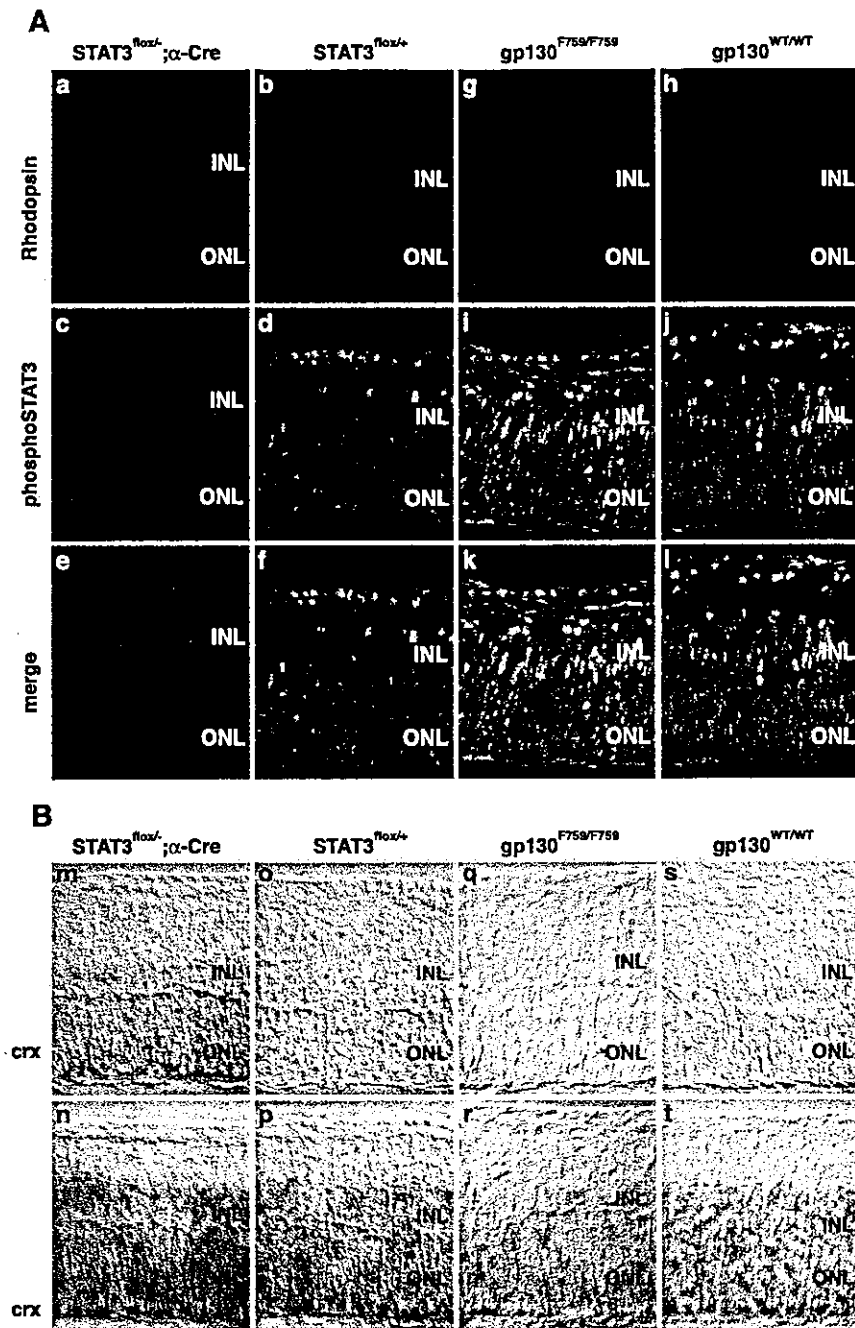 A
STAT3flox/-;α-Cre STAT3flox/+ gp130F759/F759 gp130WT/WT
Rhodopsin
a b g h
INL INL INL INL
ONL ONL ONL ONL
phosphoSTAT3
c d i j
INL INL INL INL
ONL ONL ONL ONL
merge
e f k l
INL INL INL INL
ONL ONL ONL ONL
B
STAT3flox/-;α-Cre STAT3flox/+ gp130F759/F759 gp130WT/WT
m o q s
INL INL INL INL
crx ONL ONL ONL ONL
n p r t
INL INL INL INL
ONL ONL ONL ONL
crx